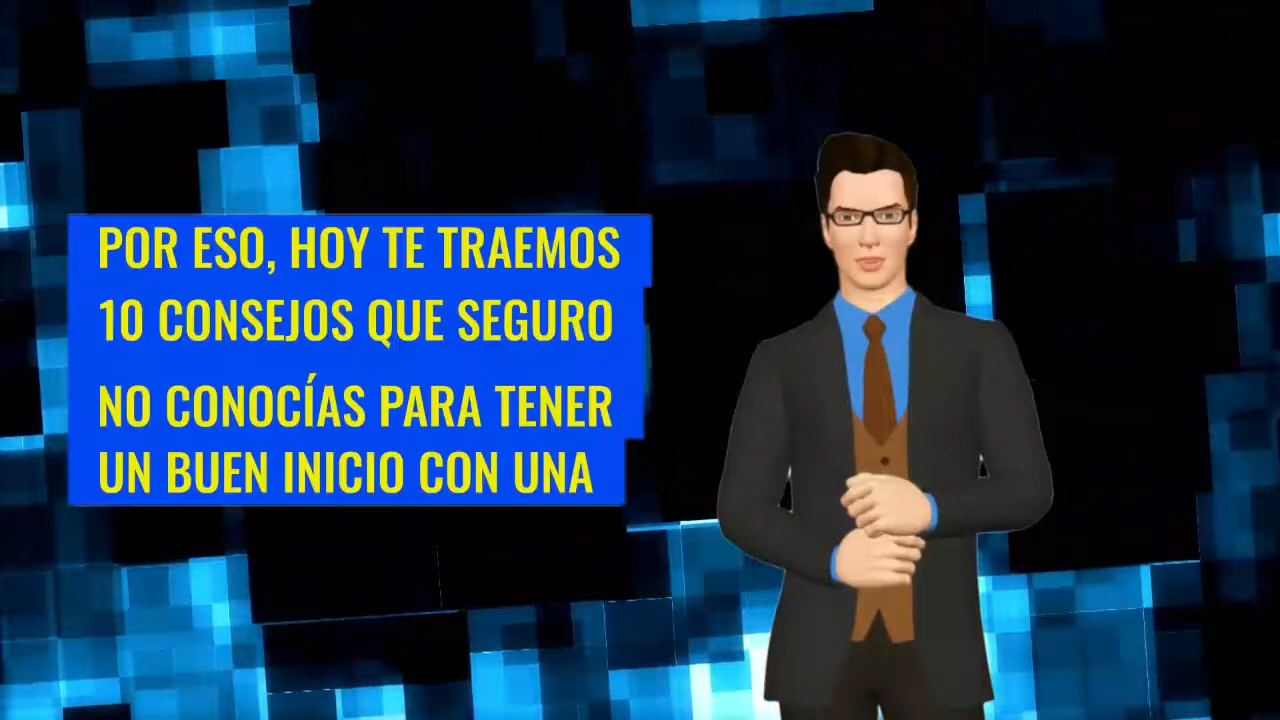 POR ESO, HOY TE TRAEMOS
10 CONSEJOS QUE SEGURO
NO CONOCÍAS PARA TENER
UN BUEN INICIO CON UNA